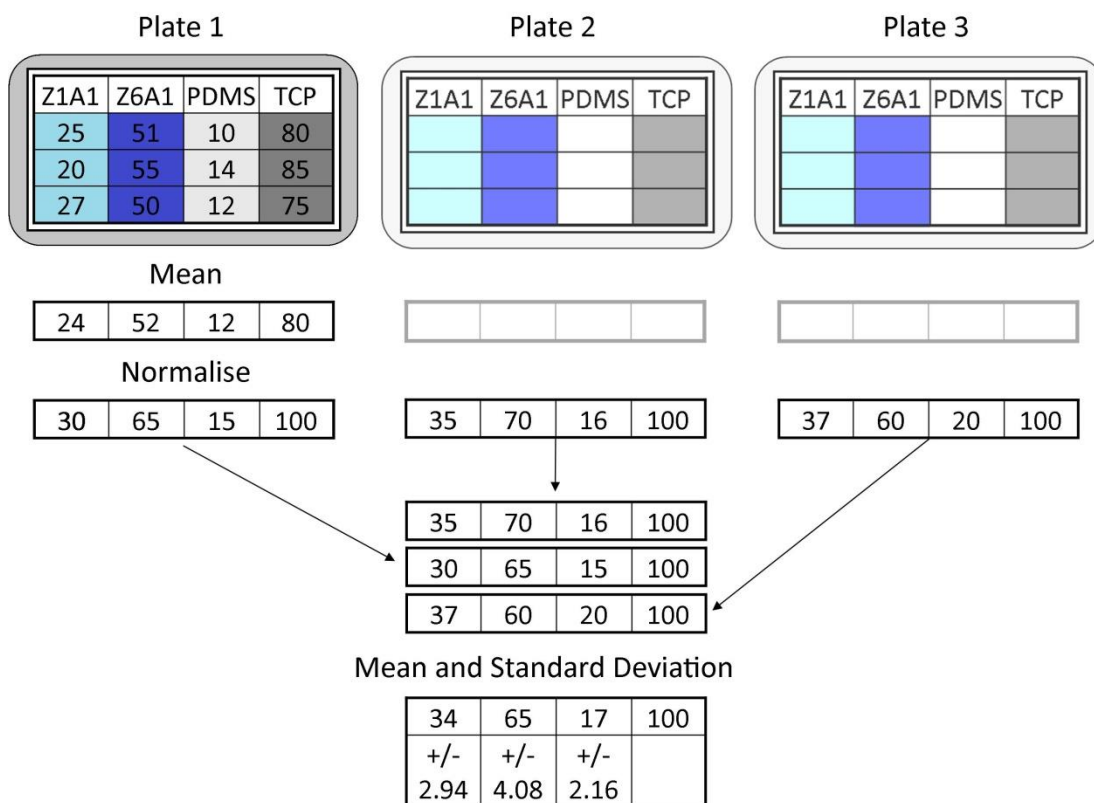 Plate 1 Plate 2 Plate 3
Z1A1 Z6A1 PDMS TCP Z1A1 Z6A1 PDMS TCP Z1A1 Z6A1 PDMS TCP
25 51 10 80
20 55 14 85
27 50 12 75
Mean
24 52 12 80
Normalise
30 65 15 100 35 70 16 100 37 60 20 100
35 70 16 100
30 65 15 100
37 60 20 100
Mean and Standard Deviation
34 65 17 100
+/- +/- +/-
2.94 4.08 2.16